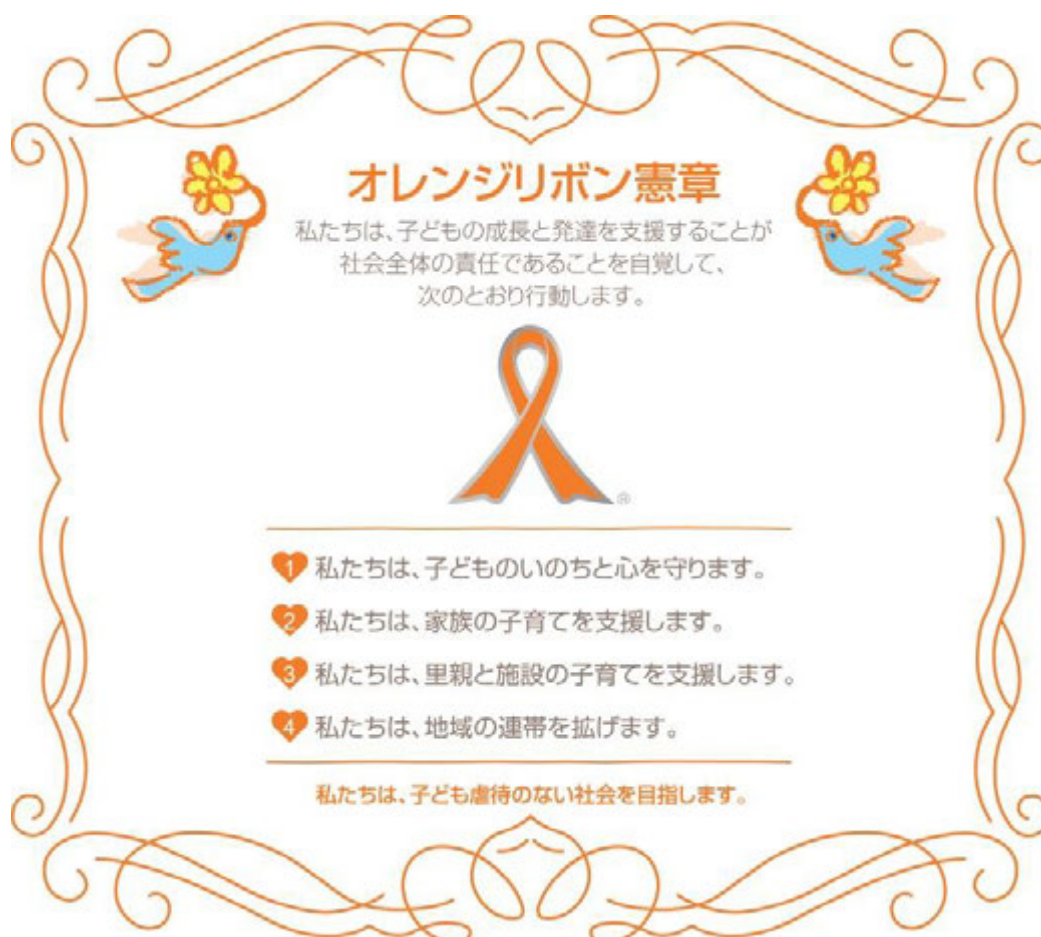 オレンジリボン憲章
私たちは、子どもの成長と発達を支援することが
社会全体の責任であることを自覚して、
次のとおり行動します。
®
1 私たちは、子どものいのちと心を守ります。
2 私たちは、家族の子育てを支援します。
3 私たちは、里親と施設の子育てを支援します。
4 私たちは、地域の連帯を拡げます。
私たちは、子ども虐待のない社会を目指します。